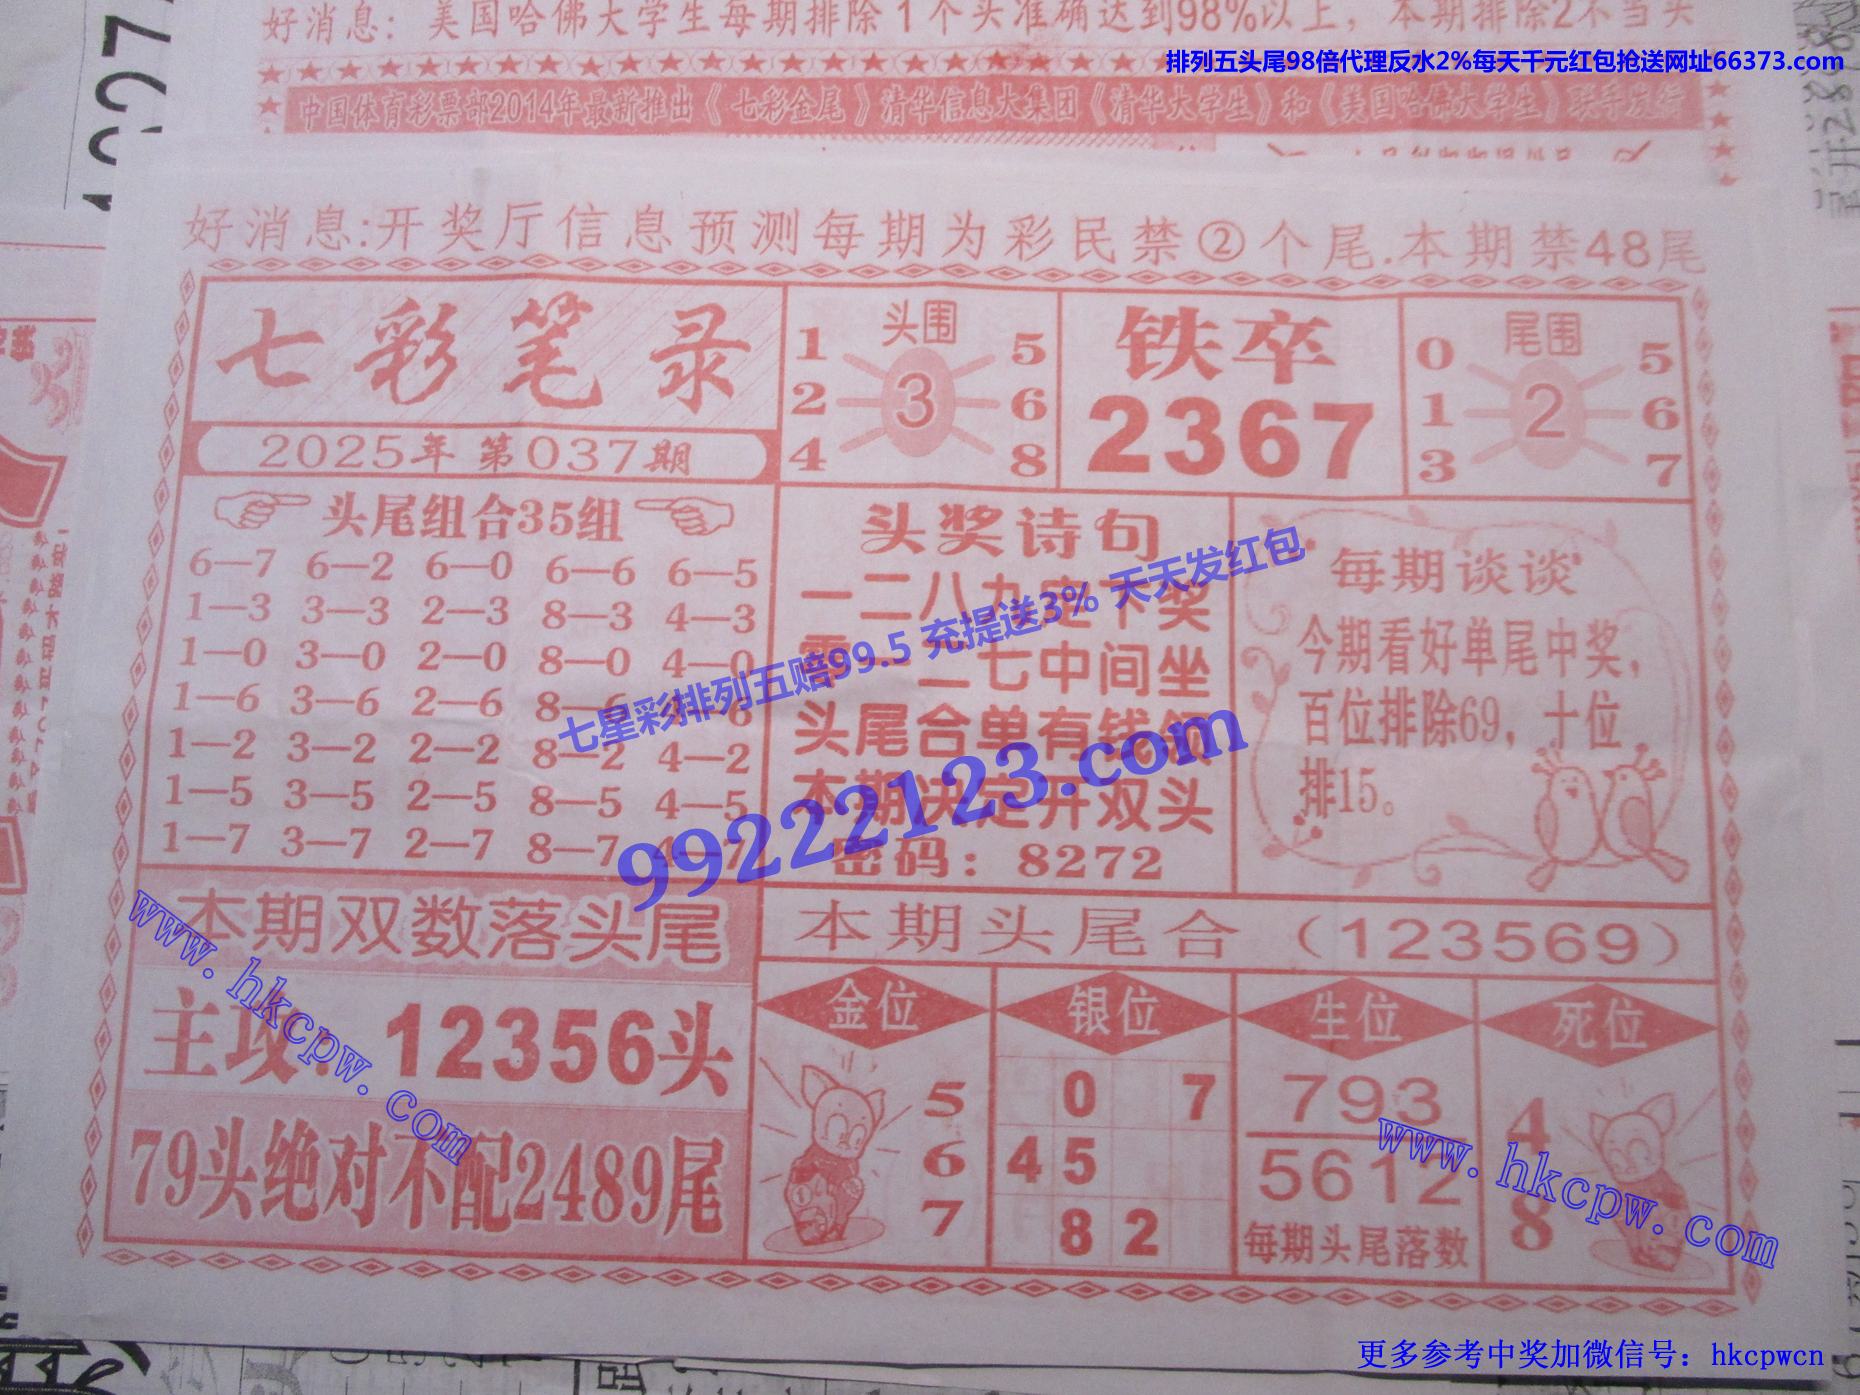 好消息: 美国哈佛大学生每期排除1个头准确达到98%以上, 本期排除2不当头
排列五头尾98倍代理反水2%每天千元红包抢送网址66373.com
中国体育彩票部2014年最新推出《七彩金尾》清华信息大集团《清华大学生》和《美国哈佛大学生》联手发行
好消息:开奖厅信息预测每期为彩民禁②个尾.本期禁48尾
七彩笔录
2025年 第037期
头围
1 5
2 3 6
4 8
铁卒
2367
尾围
0 5
1 2 6
3 7
头尾组合35组
6—7 6—2 6—0 6—6 6—5
1—3 3—3 2—3 8—3 4—3
1—0 3—0 2—0 8—0 4—0
1—6 3—6 2—6 8—6 4—6
1—2 3—2 2—2 8—2 4—2
1—5 3—5 2—5 8—5 4—5
1—7 3—7 2—7 8—7 4—7
头奖诗句
一二八九定下奖
二七中间坐
头尾合单有钱领
本期决定开双头
密码: 8272
每期谈谈
今期看好单尾中奖,
百位排除69, 十位
排15。
七星彩排列五赔99.5 充提送3% 天天发红包
99222123.com
本期双数落头尾
主攻: 12356头
79头绝对不配2489尾
本期头尾合 (123569)
金位
5
6
7
银位
0 7
4 5
8 2
生位
793
5612
每期头尾落数
死位
4
8
www.hkcpw.com
www.hkcpw.com
更多参考中奖加微信号: hkcpwcn